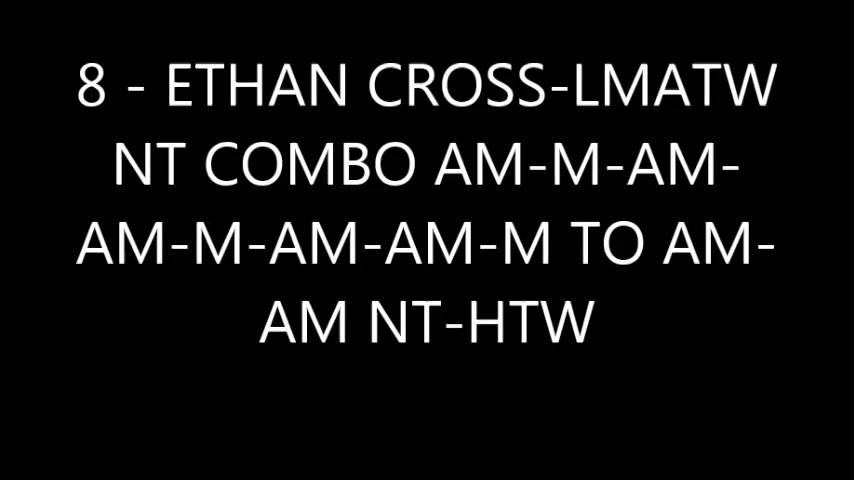 8 - ETHAN CROSS-LMATW
NT COMBO AM-M-AM-
AM-M-AM-AM-M TO AM-
AM NT-HTW